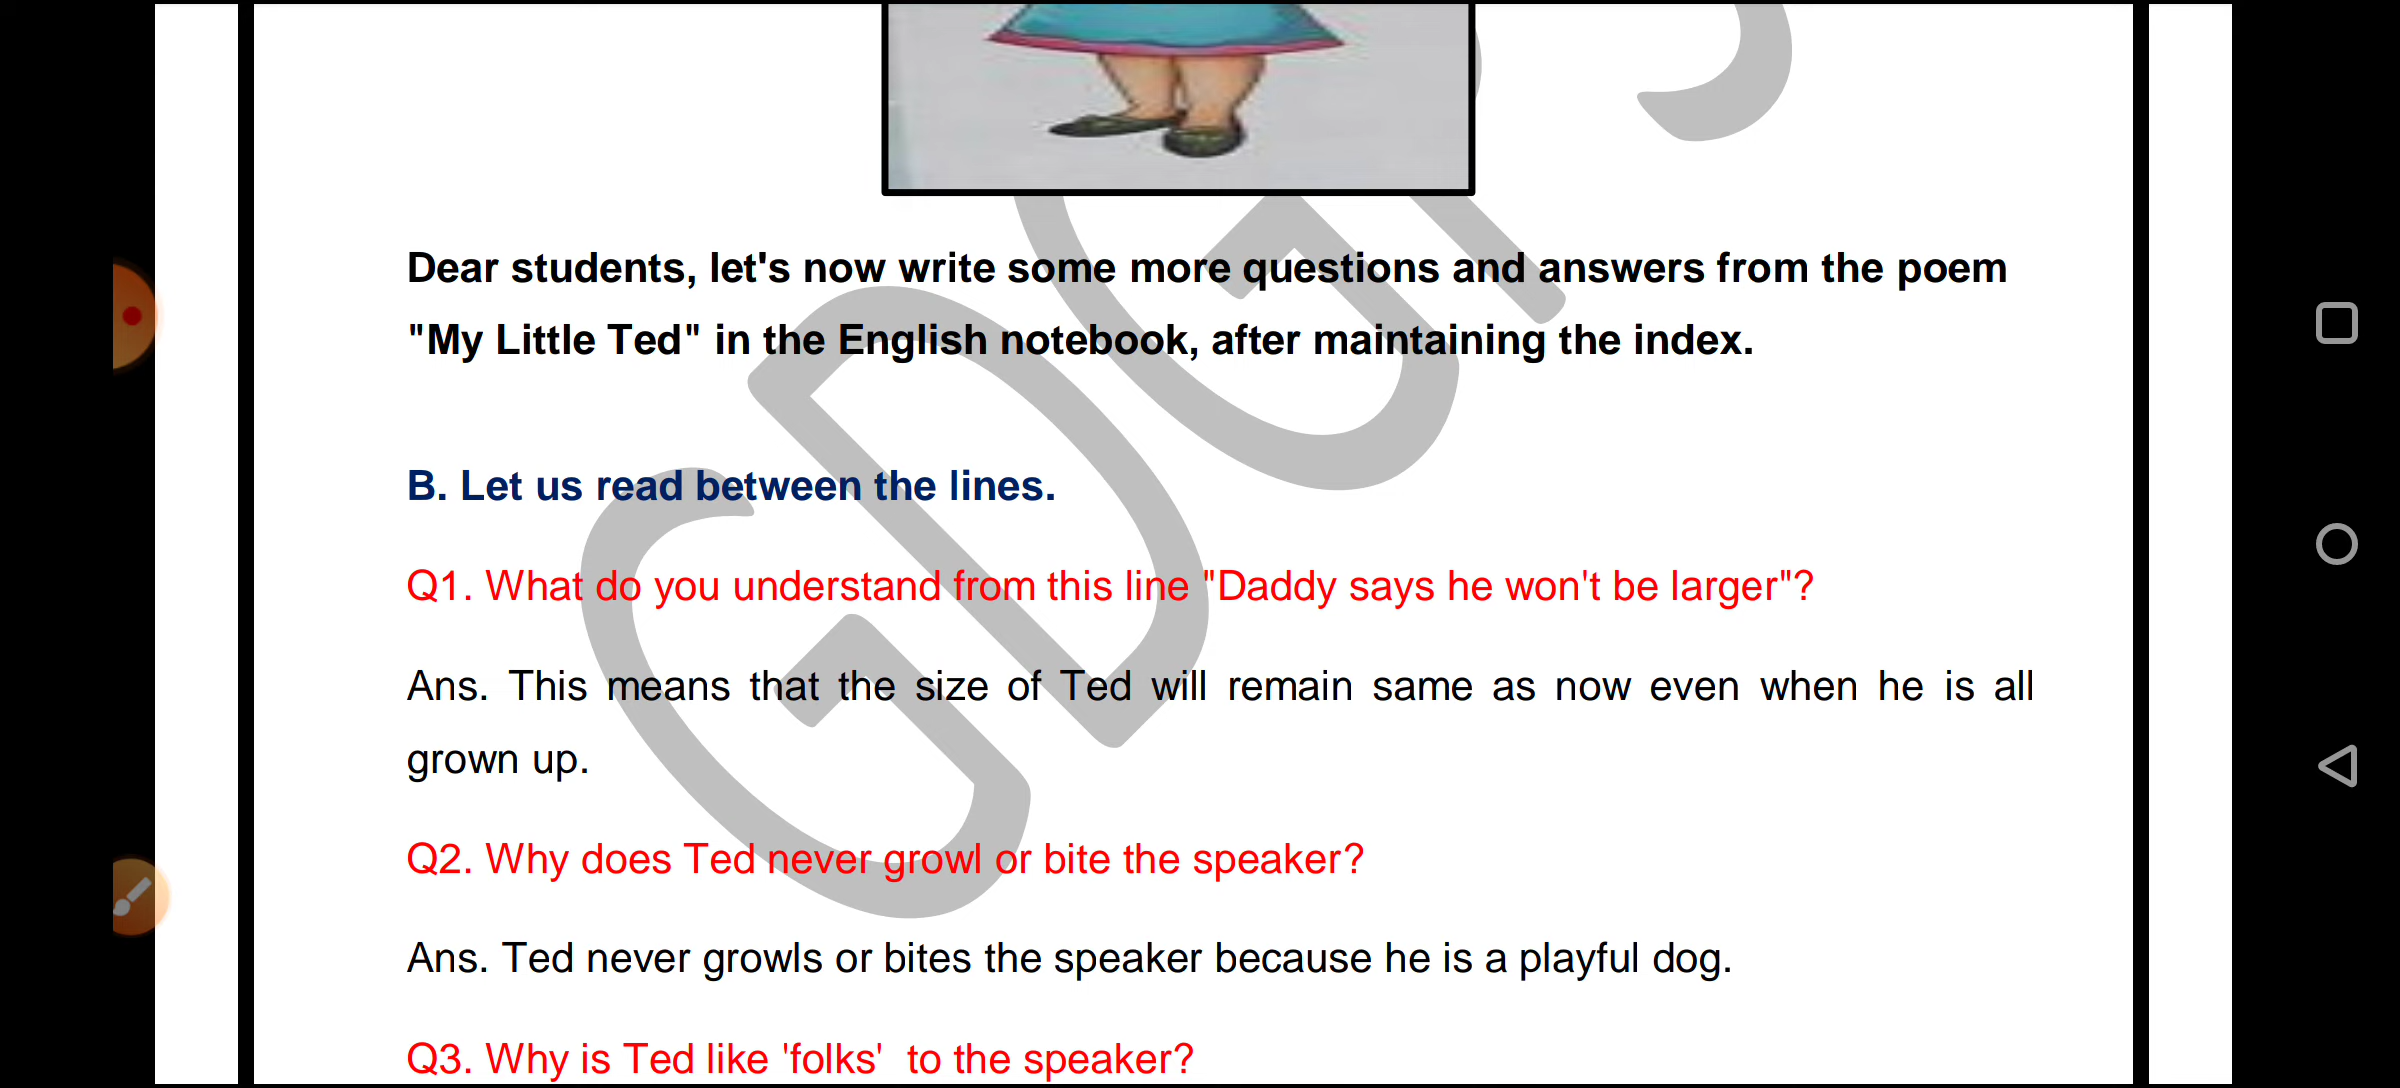 Dear students, let's now write some more questions and answers from the poem
"My Little Ted" in the English notebook, after maintaining the index.
B. Let us read between the lines.
Q1. What do you understand from this line "Daddy says he won't be larger"?
Ans. This means that the size of Ted will remain same as now even when he is all
grown up.
Q2. Why does Ted never growl or bite the speaker?
Ans. Ted never growls or bites the speaker because he is a playful dog.
Q3. Why is Ted like 'folks'  to the speaker?
GDGPS